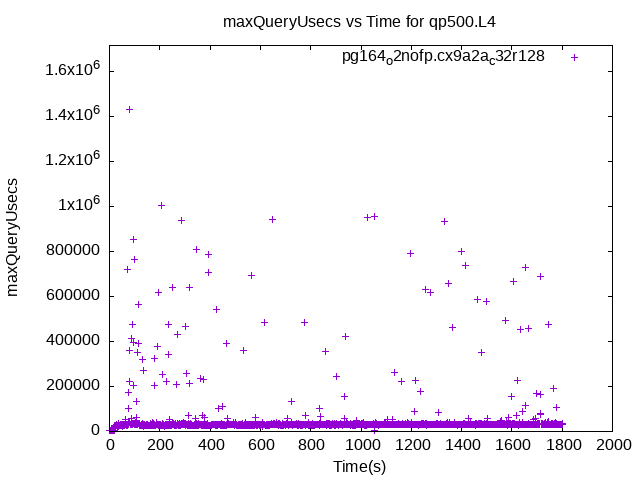 maxQueryUsecs vs Time for qp500.L4
pg164_o2nofp.cx9a2a_c32r128
maxQueryUsecs
1.6x10^6
1.4x10^6
1.2x10^6
1x10^6
800000
600000
400000
200000
0
0 200 400 600 800 1000 1200 1400 1600 1800 2000
Time(s)